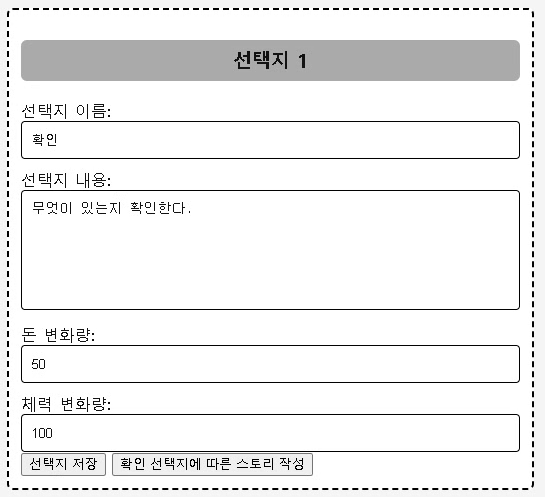 선택지 1
선택지 이름:
확인
선택지 내용:
무엇이 있는지 확인한다.
돈 변화량:
50
체력 변화량:
100
선택지 저장 확인 선택지에 따른 스토리 작성